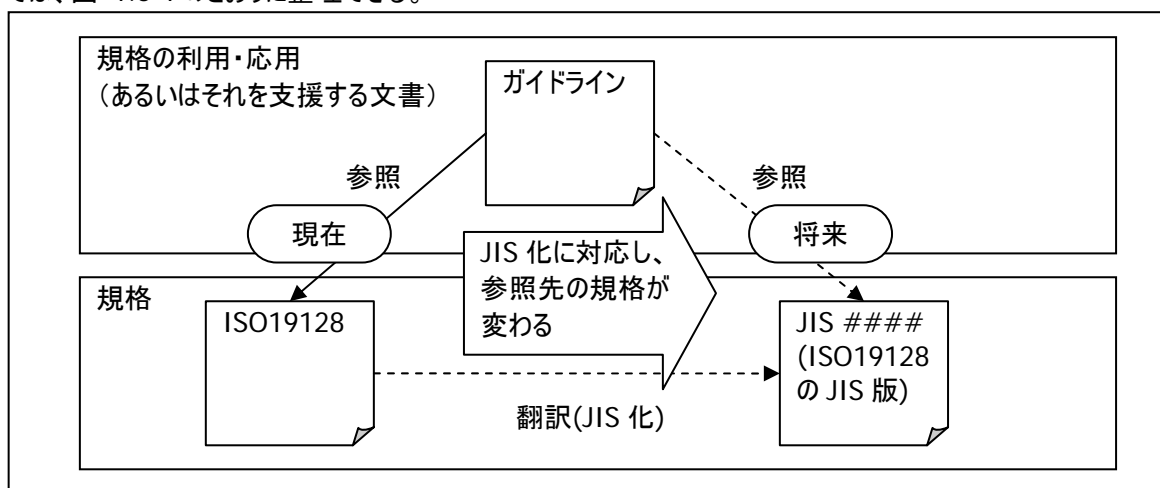 規格の利用・応用
（あるいはそれを支援する文書）
ガイドライン
参照
参照
現在
将来
JIS 化に対応し、
参照先の規格が
変わる
規格
ISO19128
JIS ####
(ISO19128
の JIS 版)
翻訳(JIS 化)